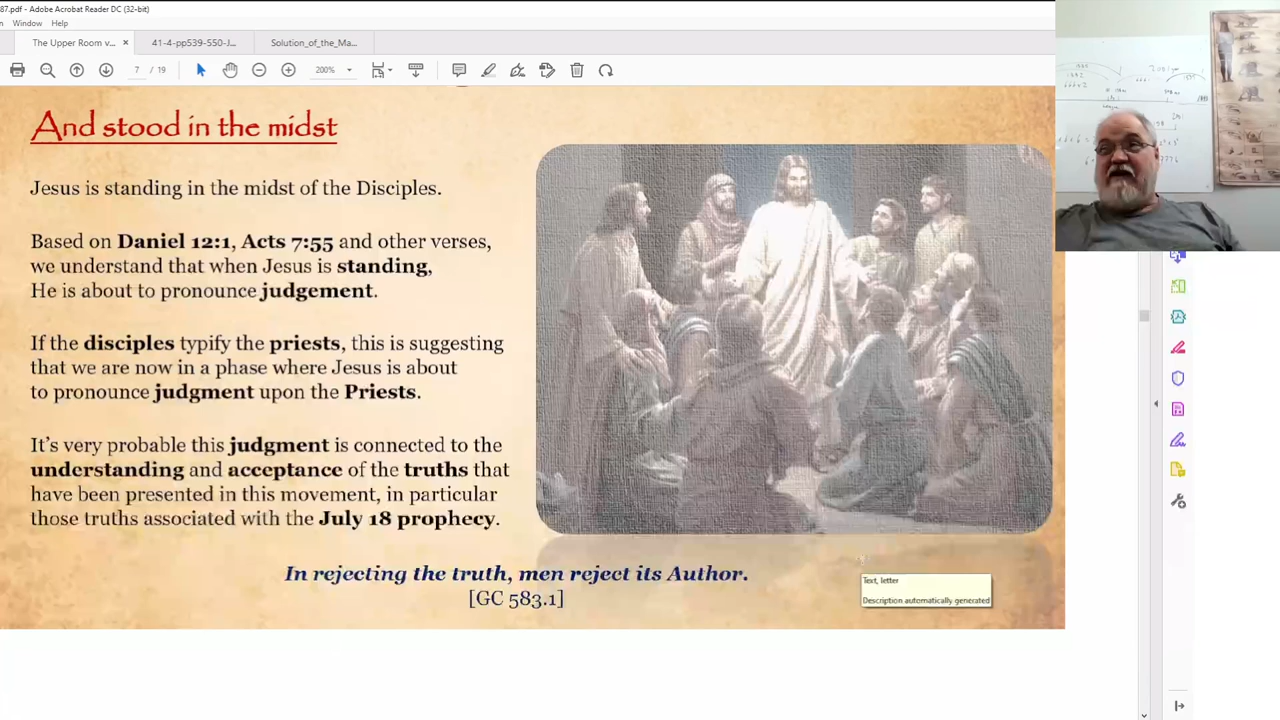 87.pdf - Adobe Acrobat Reader DC (32-bit)
Window Help
The Upper Room v... × 41-4-pp539-550-J... Solution_of_the_Ma...
7 / 19 200%
And stood in the midst
Jesus is standing in the midst of the Disciples.
Based on Daniel 12:1, Acts 7:55 and other verses,
we understand that when Jesus is standing,
He is about to pronounce judgement.
If the disciples typify the priests, this is suggesting
that we are now in a phase where Jesus is about
to pronounce judgment upon the Priests.
It's very probable this judgment is connected to the
understanding and acceptance of the truths that
have been presented in this movement, in particular
those truths associated with the July 18 prophecy.
In rejecting the truth, men reject its Author.
[GC 583.1]
Text, letter
Description automatically generated